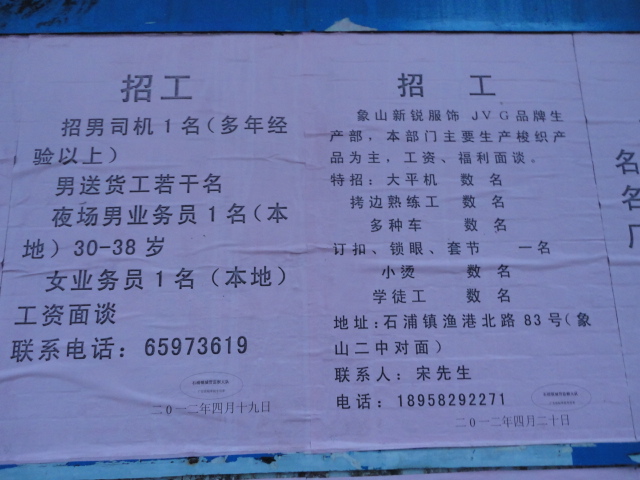 招工
招男司机1名(多年经
验以上)
男送货工若干名
夜场男业务员1名(本
地)30-38岁
女业务员1名(本地)
工资面谈
联系电话:65973619
二0一二年四月十九日
招 工
象山新锐服饰 JVG品牌生
产部,本部门主要生产梭织产
品为主,工资、福利面谈。
特招:大平机 数 名
拷边熟练工 数 名
多种车 数 名
订扣、锁眼、套节 一名
小烫 数 名
学徒工 数 名
地址:石浦镇渔港北路83号(象
山二中对面)
联系人:宋先生
电话:18958292271
二0一二年四月二十日
名
名
厂